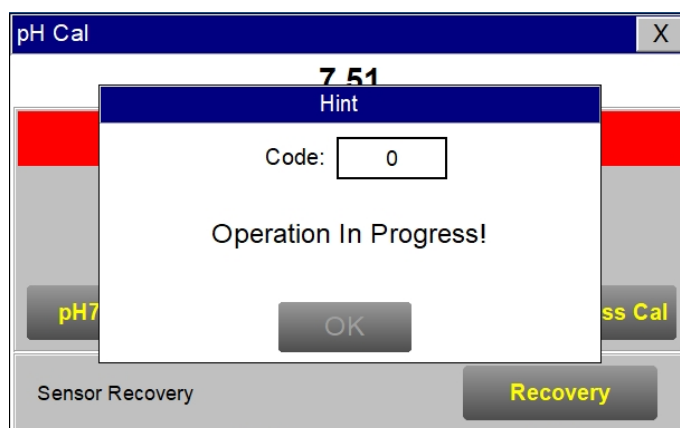 pH Cal X
7.51
Hint
Code: 0
Operation In Progress!
pH7 OK ss Cal
Sensor Recovery Recovery